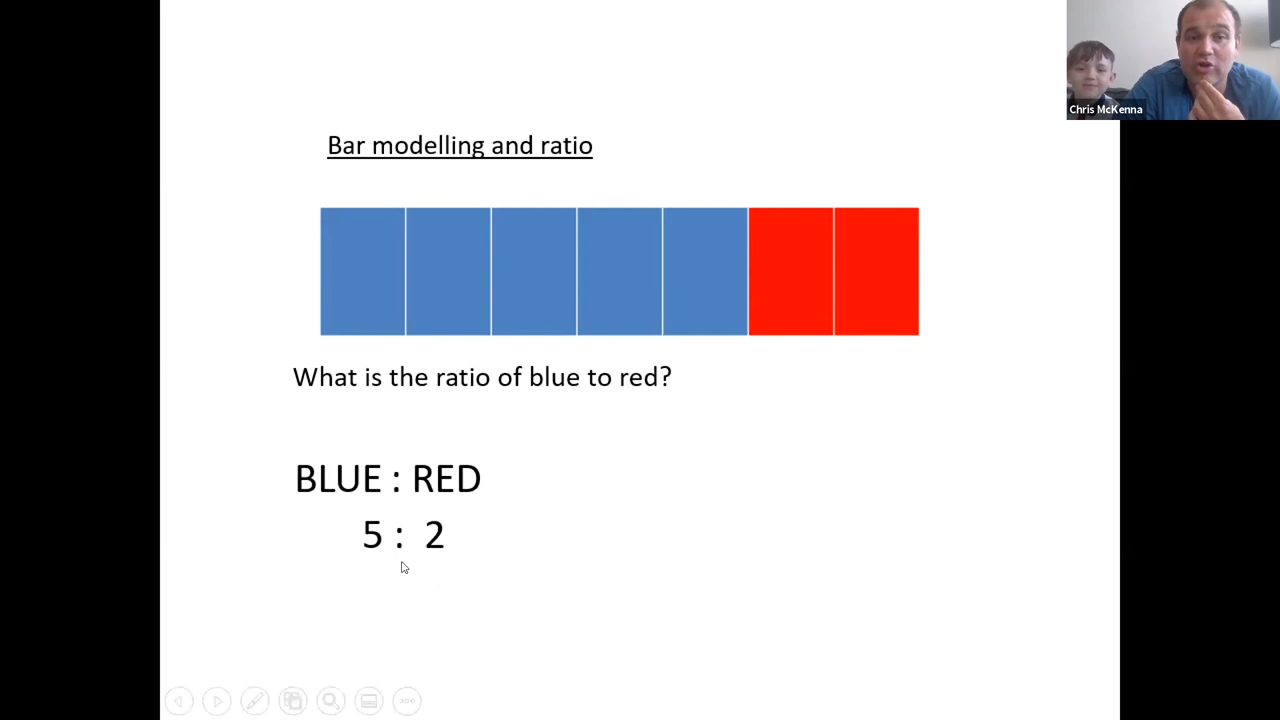 Chris McKenna
Bar modelling and ratio
What is the ratio of blue to red?
BLUE : RED
5 : 2